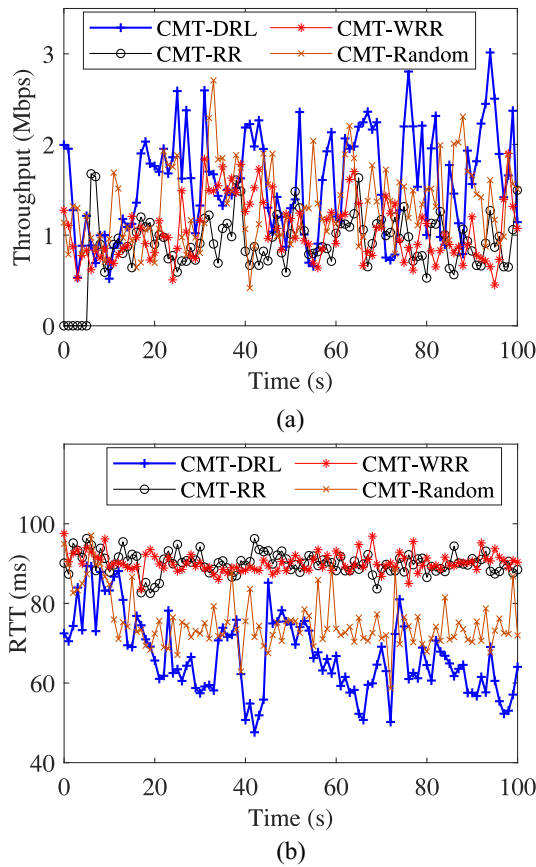 CMT-DRL CMT-WRR
CMT-RR CMT-Random
3
2
1
0
Throughput (Mbps)
0 20 40 60 80 100
Time (s)
(a)
CMT-DRL CMT-WRR
CMT-RR CMT-Random
100
80
60
40
RTT (ms)
0 20 40 60 80 100
Time (s)
(b)